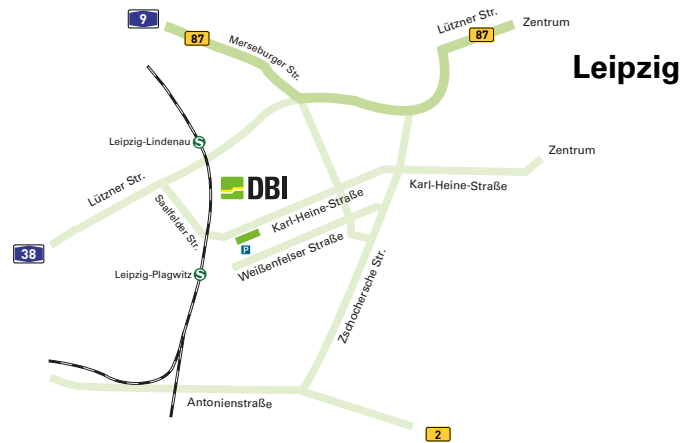 9
87
Merseburger Str.
Lützner Str.
87
Zentrum
Leipzig
Leipzig-Lindenau
S
Zentrum
DBI
Lützner Str.
Saalfelder Str.
Karl-Heine-Straße
Karl-Heine-Straße
38
P
Weißenfelser Straße
Leipzig-Plagwitz
S
Zschochersche Str.
Antonienstraße
2